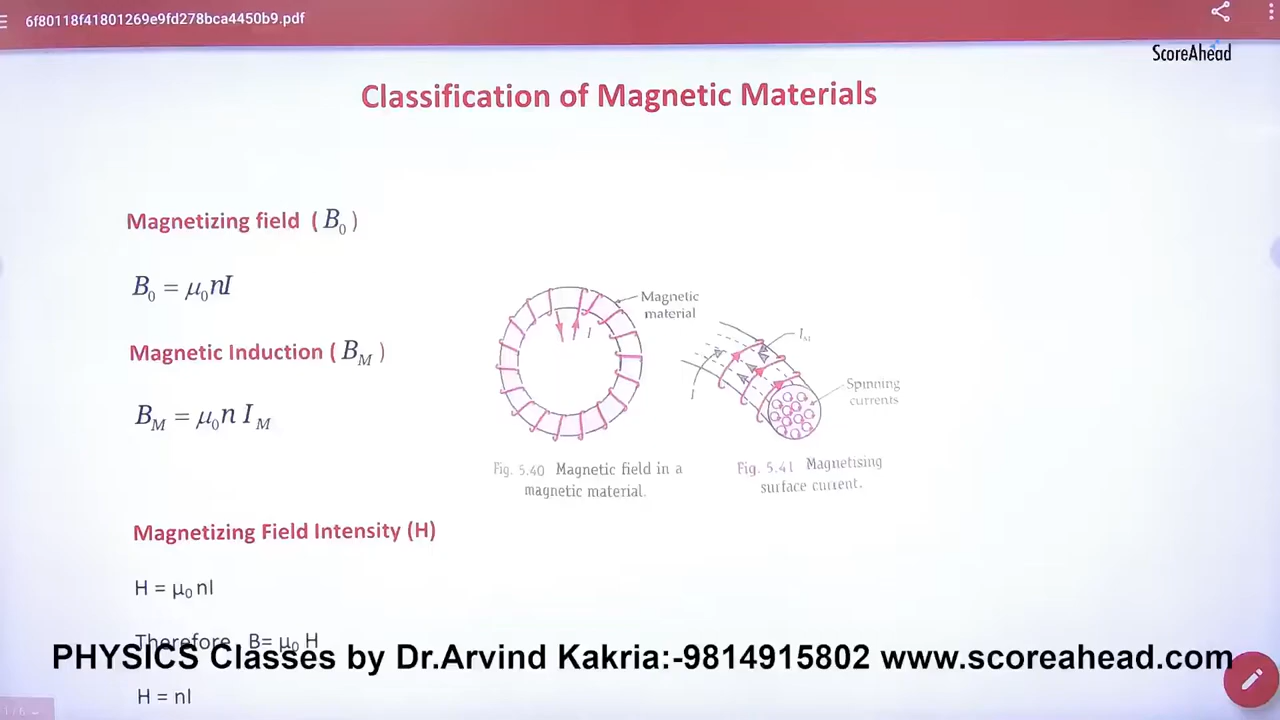 6f80118f41801269e9fd278bca4450b9.pdf
ScoreAhead
Classification of Magnetic Materials
Magnetizing field ( B₀ )
B₀ = μ₀nI
Magnetic Induction ( B_M )
B_M = μ₀n I_M
Magnetic
material
I
I_M
I
Spinning
currents
Fig. 5.40 Magnetic field in a
magnetic material.
Fig. 5.41 Magnetising
surface current.
Magnetizing Field Intensity (H)
H = μ₀ nI
Therefore B= μ₀ H
PHYSICS Classes by Dr.Arvind Kakria:-9814915802 www.scoreahead.com
H = nI